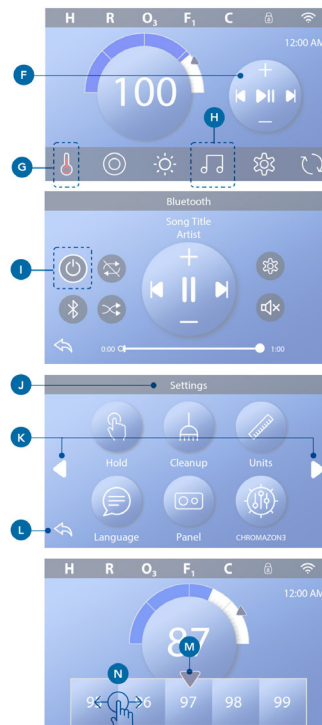 H R O₃ F₁ C
12:00 AM
F
100
H
G
Bluetooth
Song Title
Artist
I
0:00 1:00
J Settings
K
Hold Cleanup Units
Language Panel CHROMAZON3
L
H R O₃ F₁ C
12:00 AM
87
M
N
96 97 98 99